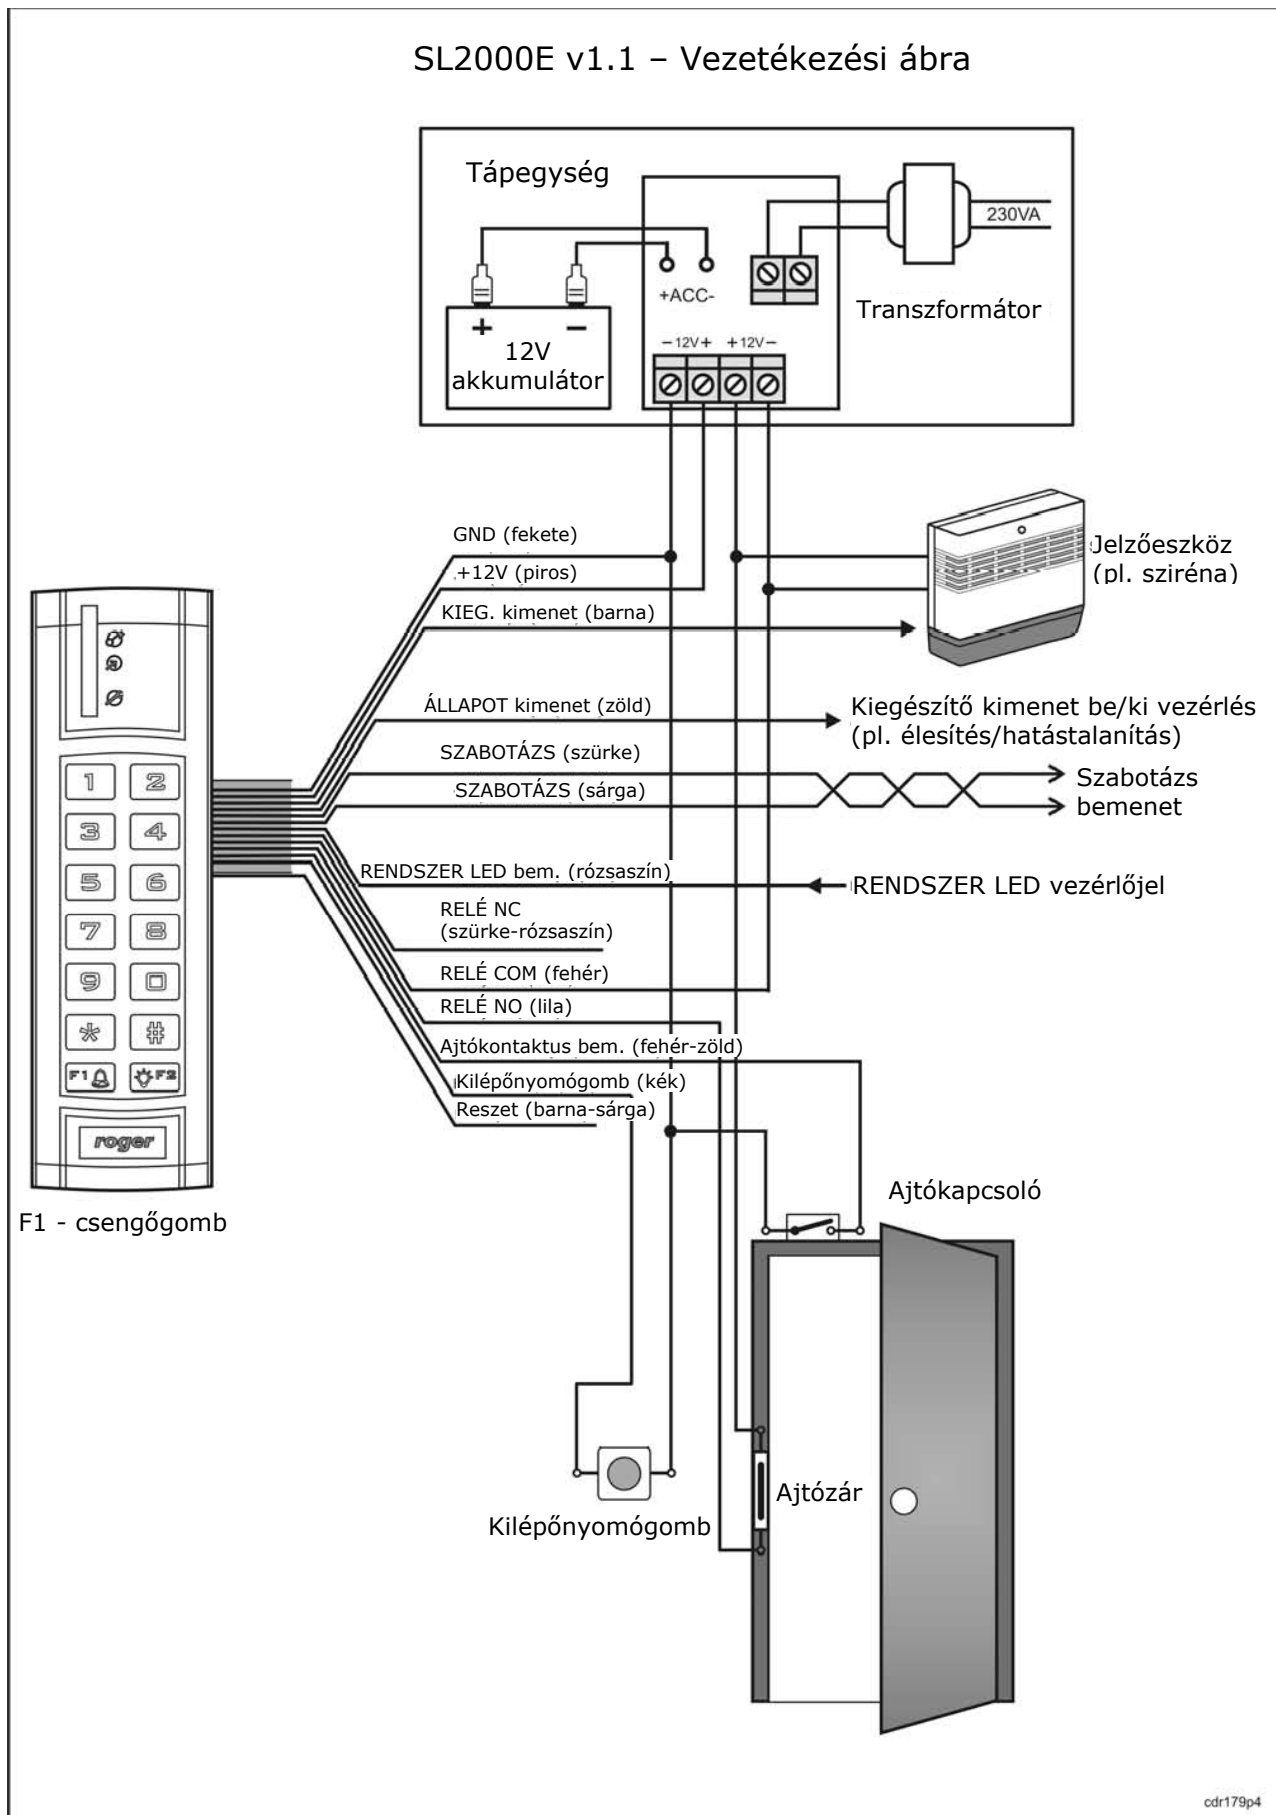 SL2000E v1.1 – Vezetékezési ábra
Tápegység
230VA
+ACC-
Transzformátor
+ −
12V
akkumulátor
−12V+ +12V−
GND (fekete)
+12V (piros)
KIEG. kimenet (barna)
Jelzőeszköz
(pl. sziréna)
ÁLLAPOT kimenet (zöld)
Kiegészítő kimenet be/ki vezérlés
(pl. élesítés/hatástalanítás)
SZABOTÁZS (szürke)
SZABOTÁZS (sárga)
Szabotázs
bemenet
RENDSZER LED bem. (rózsaszín)
RENDSZER LED vezérlőjel
RELÉ NC
(szürke-rózsaszín)
RELÉ COM (fehér)
RELÉ NO (lila)
Ajtókontaktus bem. (fehér-zöld)
Kilépőnyomógomb (kék)
Reszet (barna-sárga)
1 2
3 4
5 6
7 8
9 0
* #
F1 F2
roger
F1 - csengőgomb
Ajtókapcsoló
Ajtózár
Kilépőnyomógomb
cdr179p4